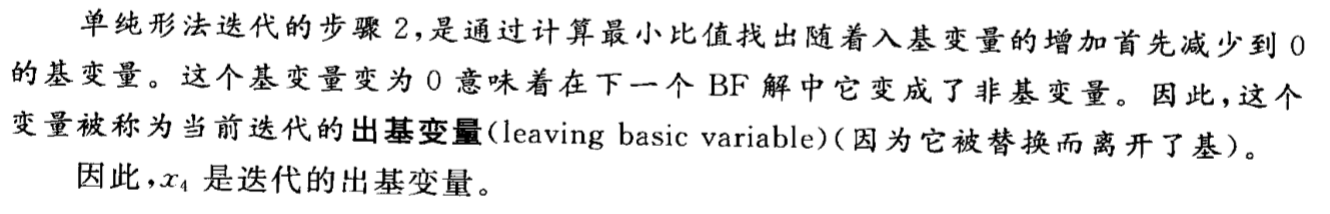 单纯形法迭代的步骤 2,是通过计算最小比值找出随着入基变量的增加首先减少到 0
的基变量。这个基变量变为 0 意味着在下一个 BF 解中它变成了非基变量。因此,这个
变量被称为当前迭代的出基变量(leaving basic variable)(因为它被替换而离开了基)。
因此,x₄ 是迭代的出基变量。